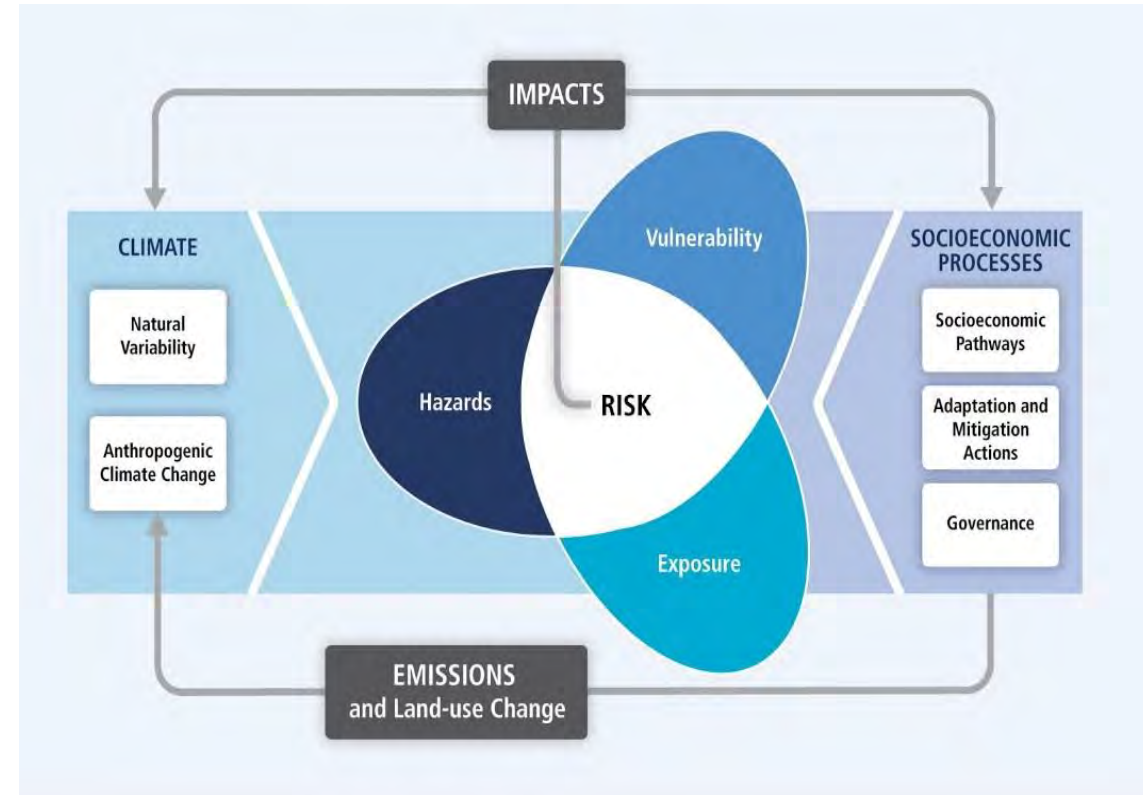 IMPACTS
CLIMATE
Natural
Variability
Anthropogenic
Climate Change
Vulnerability
Hazards
RISK
Exposure
SOCIOECONOMIC
PROCESSES
Socioeconomic
Pathways
Adaptation and
Mitigation
Actions
Governance
EMISSIONS
and Land-use Change